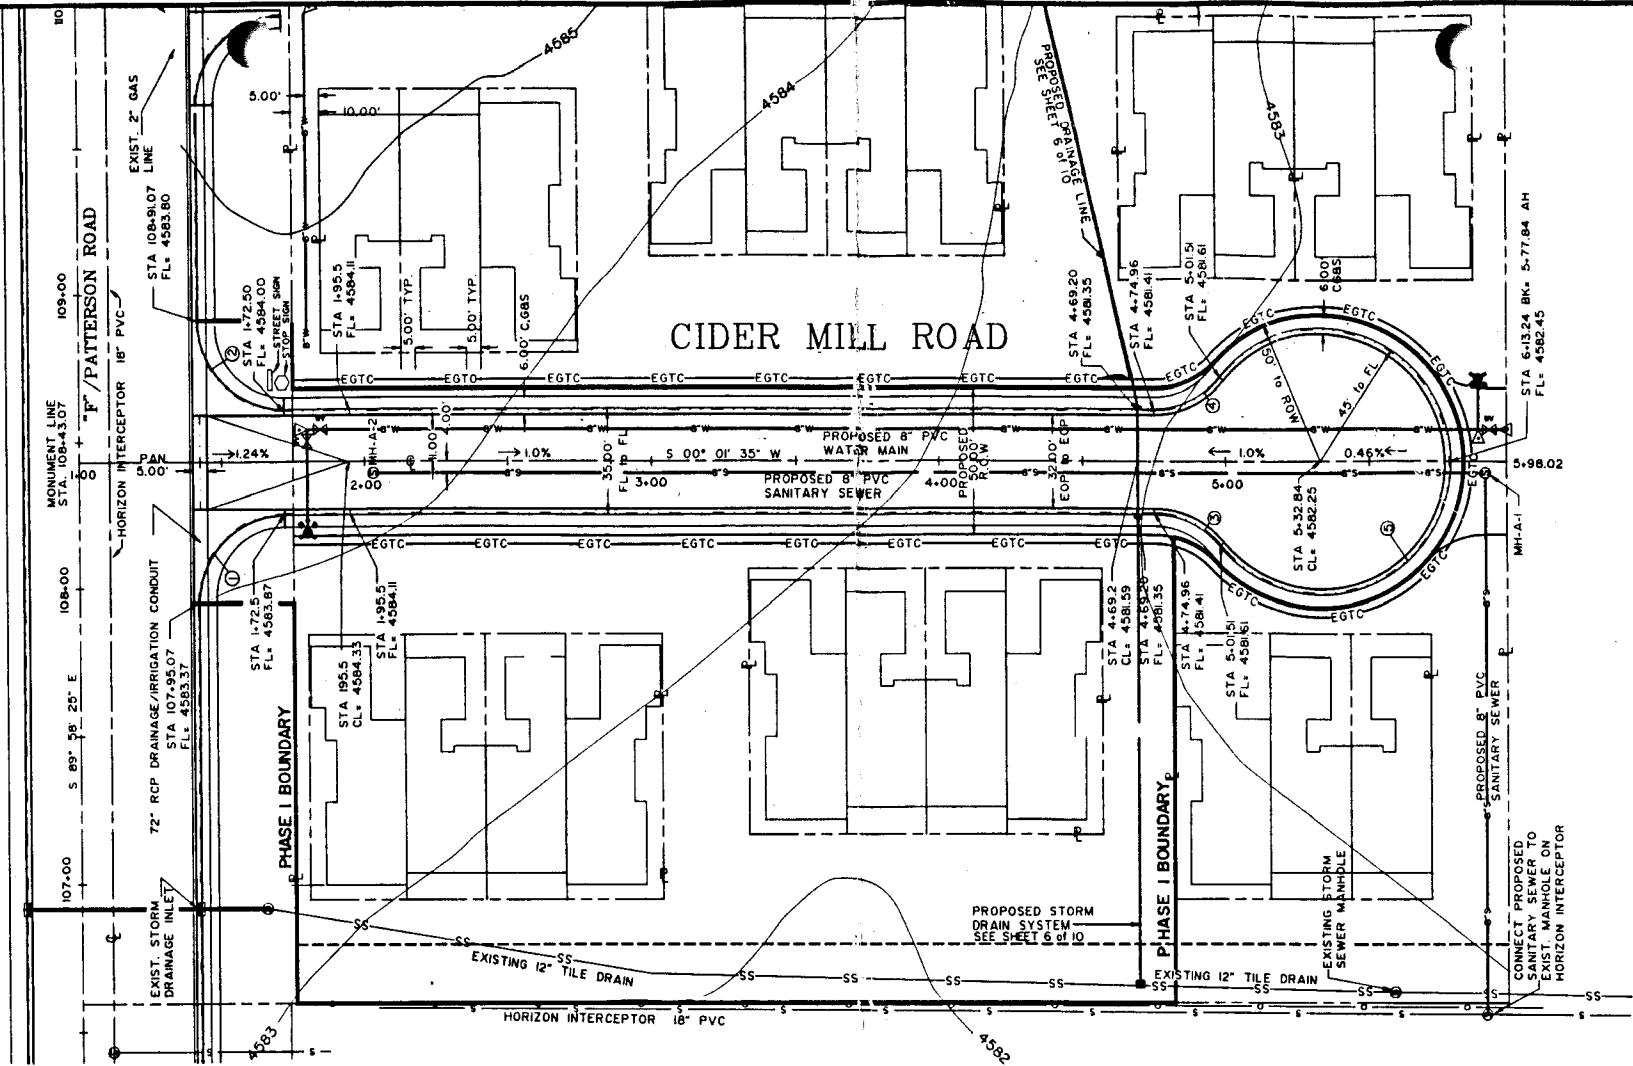 110
EXIST. 2" GAS
LINE
5.00'
10.00'
4585
4584
4583
PROPOSED DRAINAGE LINE
SEE SHEET 6 of 10
"F"/PATTERSON ROAD
109+00
HORIZON INTERCEPTOR 18" PVC
STA 108+91.07
FL= 4583.80
STA 1+72.50
FL= 4584.00
STREET SIGN
STOP SIGN
STA 1+95.5
FL= 4584.11
5.00' TYP.
5.00' TYP.
6.00' C,G&S
CIDER MILL ROAD
STA 4+69.20
FL= 4581.35
STA 4+74.96
FL= 4581.41
STA 5+01.51
FL= 4581.61
6.00'
CG&S
STA 6+13.24 BK= 5+77.84 AH
FL= 4582.45
EGTC
50' to ROW
45' to FL
MONUMENT LINE
STA. 108+43.07
1+00
PAN
5.00'
1.24%
2.00'
1.00'
MH-A-2
2+00
1.0%
35.00'
FL to FL
S 00° 01' 35" W
3+00
PROPOSED 8" PVC
WATER MAIN
PROPOSED 8" PVC
SANITARY SEWER
4+00
PROPOSED
50.00'
R.O.W.
32.00'
EOP to EOP
1.0%
5+00
0.46%
5+98.02
STA 5+32.84
CL= 4582.25
MH-A-1
8"W
8"S
1
2
3
4
5
108+00
S 89° 58' 25" E
72" RCP DRAINAGE/IRRIGATION CONDUIT
STA 107+95.07
FL= 4583.37
STA 1+72.5
FL= 4583.87
STA 195.5
CL= 4584.33
STA 1+95.5
FL= 4584.11
STA 4+69.2
CL= 4581.59
STA 4+69.20
FL= 4581.35
STA 4+74.96
FL= 4581.41
STA 5+01.51
FL= 4581.61
PHASE I BOUNDARY
PHASE I BOUNDARY
PROPOSED 8" PVC
SANITARY SEWER
107+00
EXIST. STORM
DRAINAGE INLET
SS
EXISTING 12" TILE DRAIN
PROPOSED STORM
DRAIN SYSTEM
SEE SHEET 6 of 10
EXISTING 12" TILE DRAIN
EXISTING STORM
SEWER MANHOLE
CONNECT PROPOSED
SANITARY SEWER TO
EXIST. MANHOLE ON
HORIZON INTERCEPTOR
HORIZON INTERCEPTOR 18" PVC
4583
4582